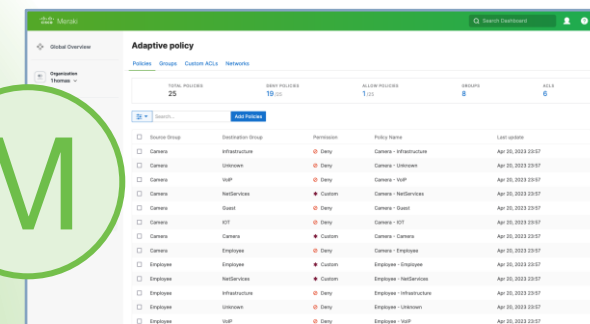 cisco Meraki
Search Dashboard
Global Overview
Organization
Thomas
Adaptive policy
Policies Groups Custom ACLs Networks
TOTAL POLICIES DENY POLICIES ALLOW POLICIES GROUPS ACLS
25 19 /25 1 /25 8 6
Search... Add Policies
Source Group Destination Group Permission Policy Name Last update
Camera Infrastructure Deny Camera - Infrastructure Apr 20, 2023 23:57
Camera Unknown Deny Camera - Unknown Apr 20, 2023 23:57
Camera VoIP Deny Camera - VoIP Apr 20, 2023 23:57
Camera NetServices Custom Camera - NetServices Apr 20, 2023 23:57
Camera Guest Deny Camera - Guest Apr 20, 2023 23:57
Camera IOT Deny Camera - IOT Apr 20, 2023 23:57
Camera Camera Custom Camera - Camera Apr 20, 2023 23:57
Camera Employee Deny Camera - Employee Apr 20, 2023 23:57
Employee Employee Custom Employee - Employee Apr 20, 2023 23:57
Employee NetServices Custom Employee - NetServices Apr 20, 2023 23:57
Employee Infrastructure Deny Employee - Infrastructure Apr 20, 2023 23:57
Employee Unknown Deny Employee - Unknown Apr 20, 2023 23:57
Employee VoIP Deny Employee - VoIP Apr 20, 2023 23:57
M